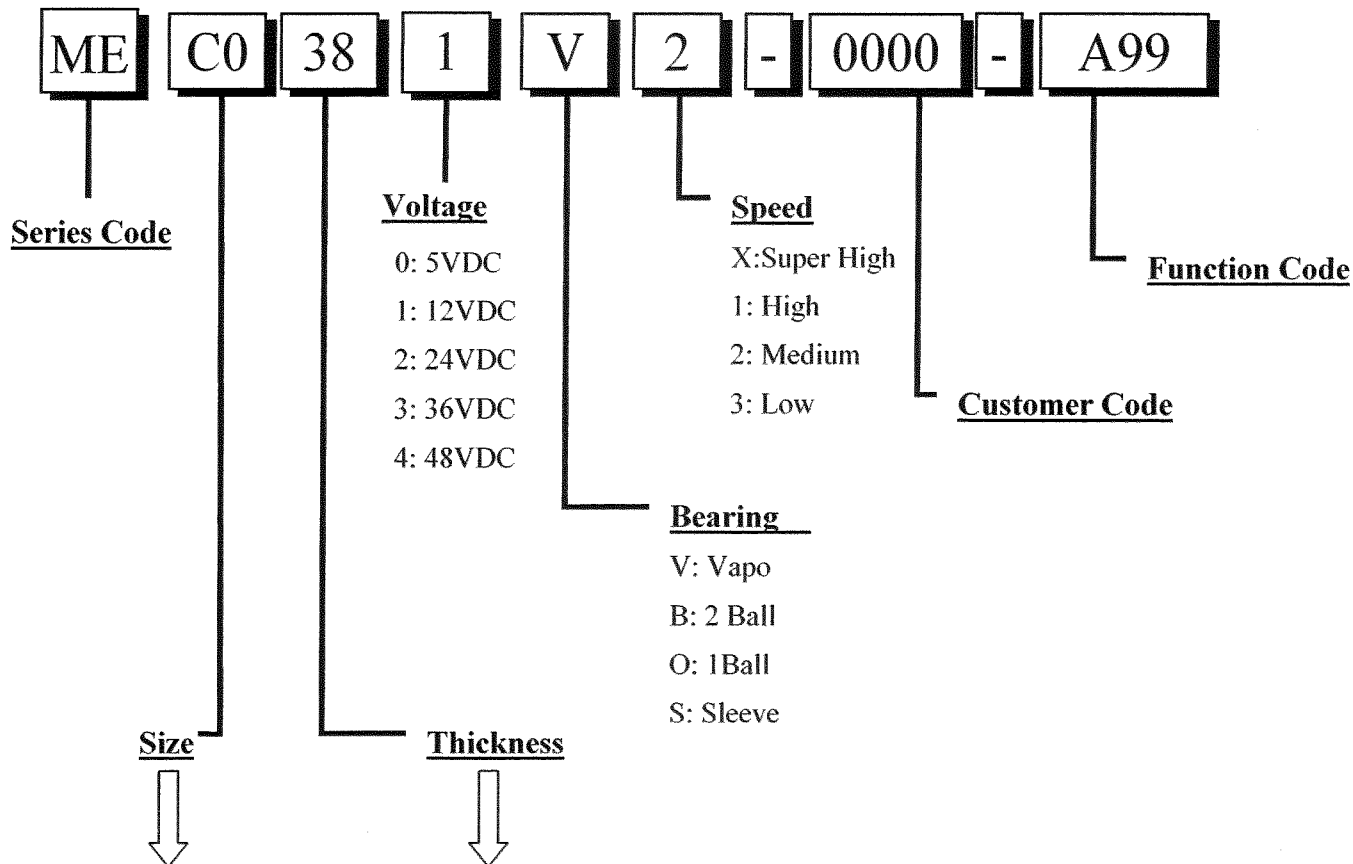 ME C0 38 1 V 2 - 0000 - A99
Series Code
Voltage
0: 5VDC
1: 12VDC
2: 24VDC
3: 36VDC
4: 48VDC
Speed
X:Super High
1: High
2: Medium
3: Low
Function Code
Customer Code
Bearing
V: Vapo
B: 2 Ball
O: 1Ball
S: Sleeve
Size
Thickness